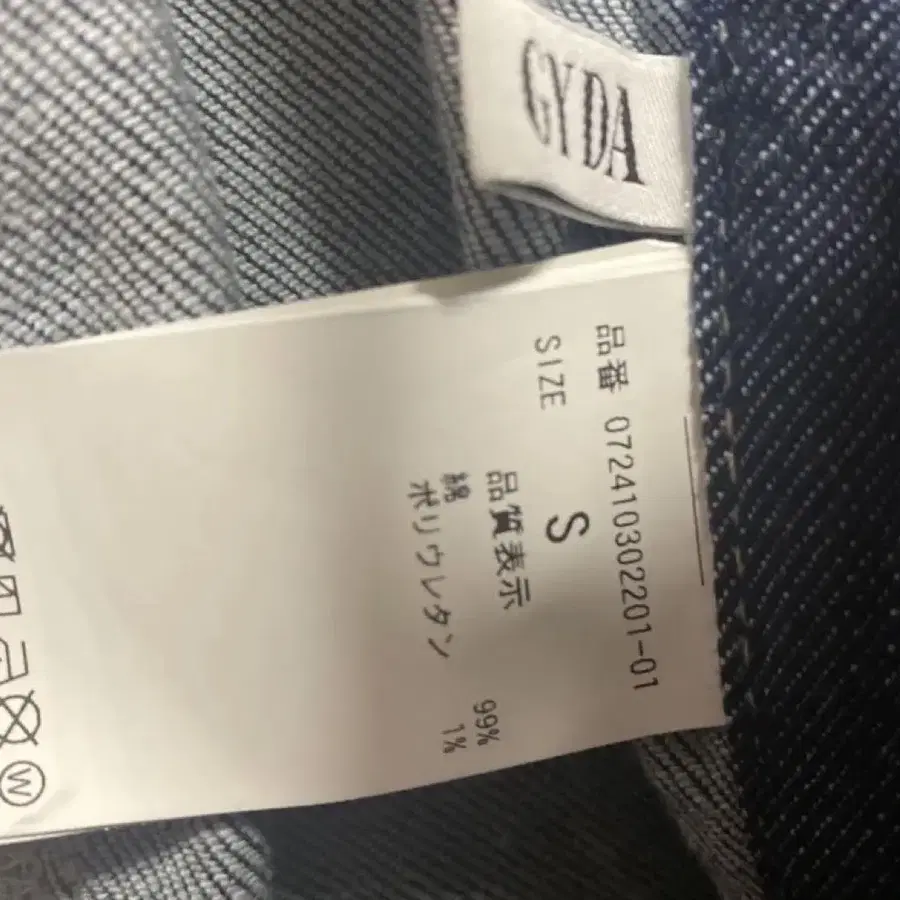 GYDA
品番 072410302201-01
SIZE S
品質表示
綿 99%
ポリウレタン 1%
W